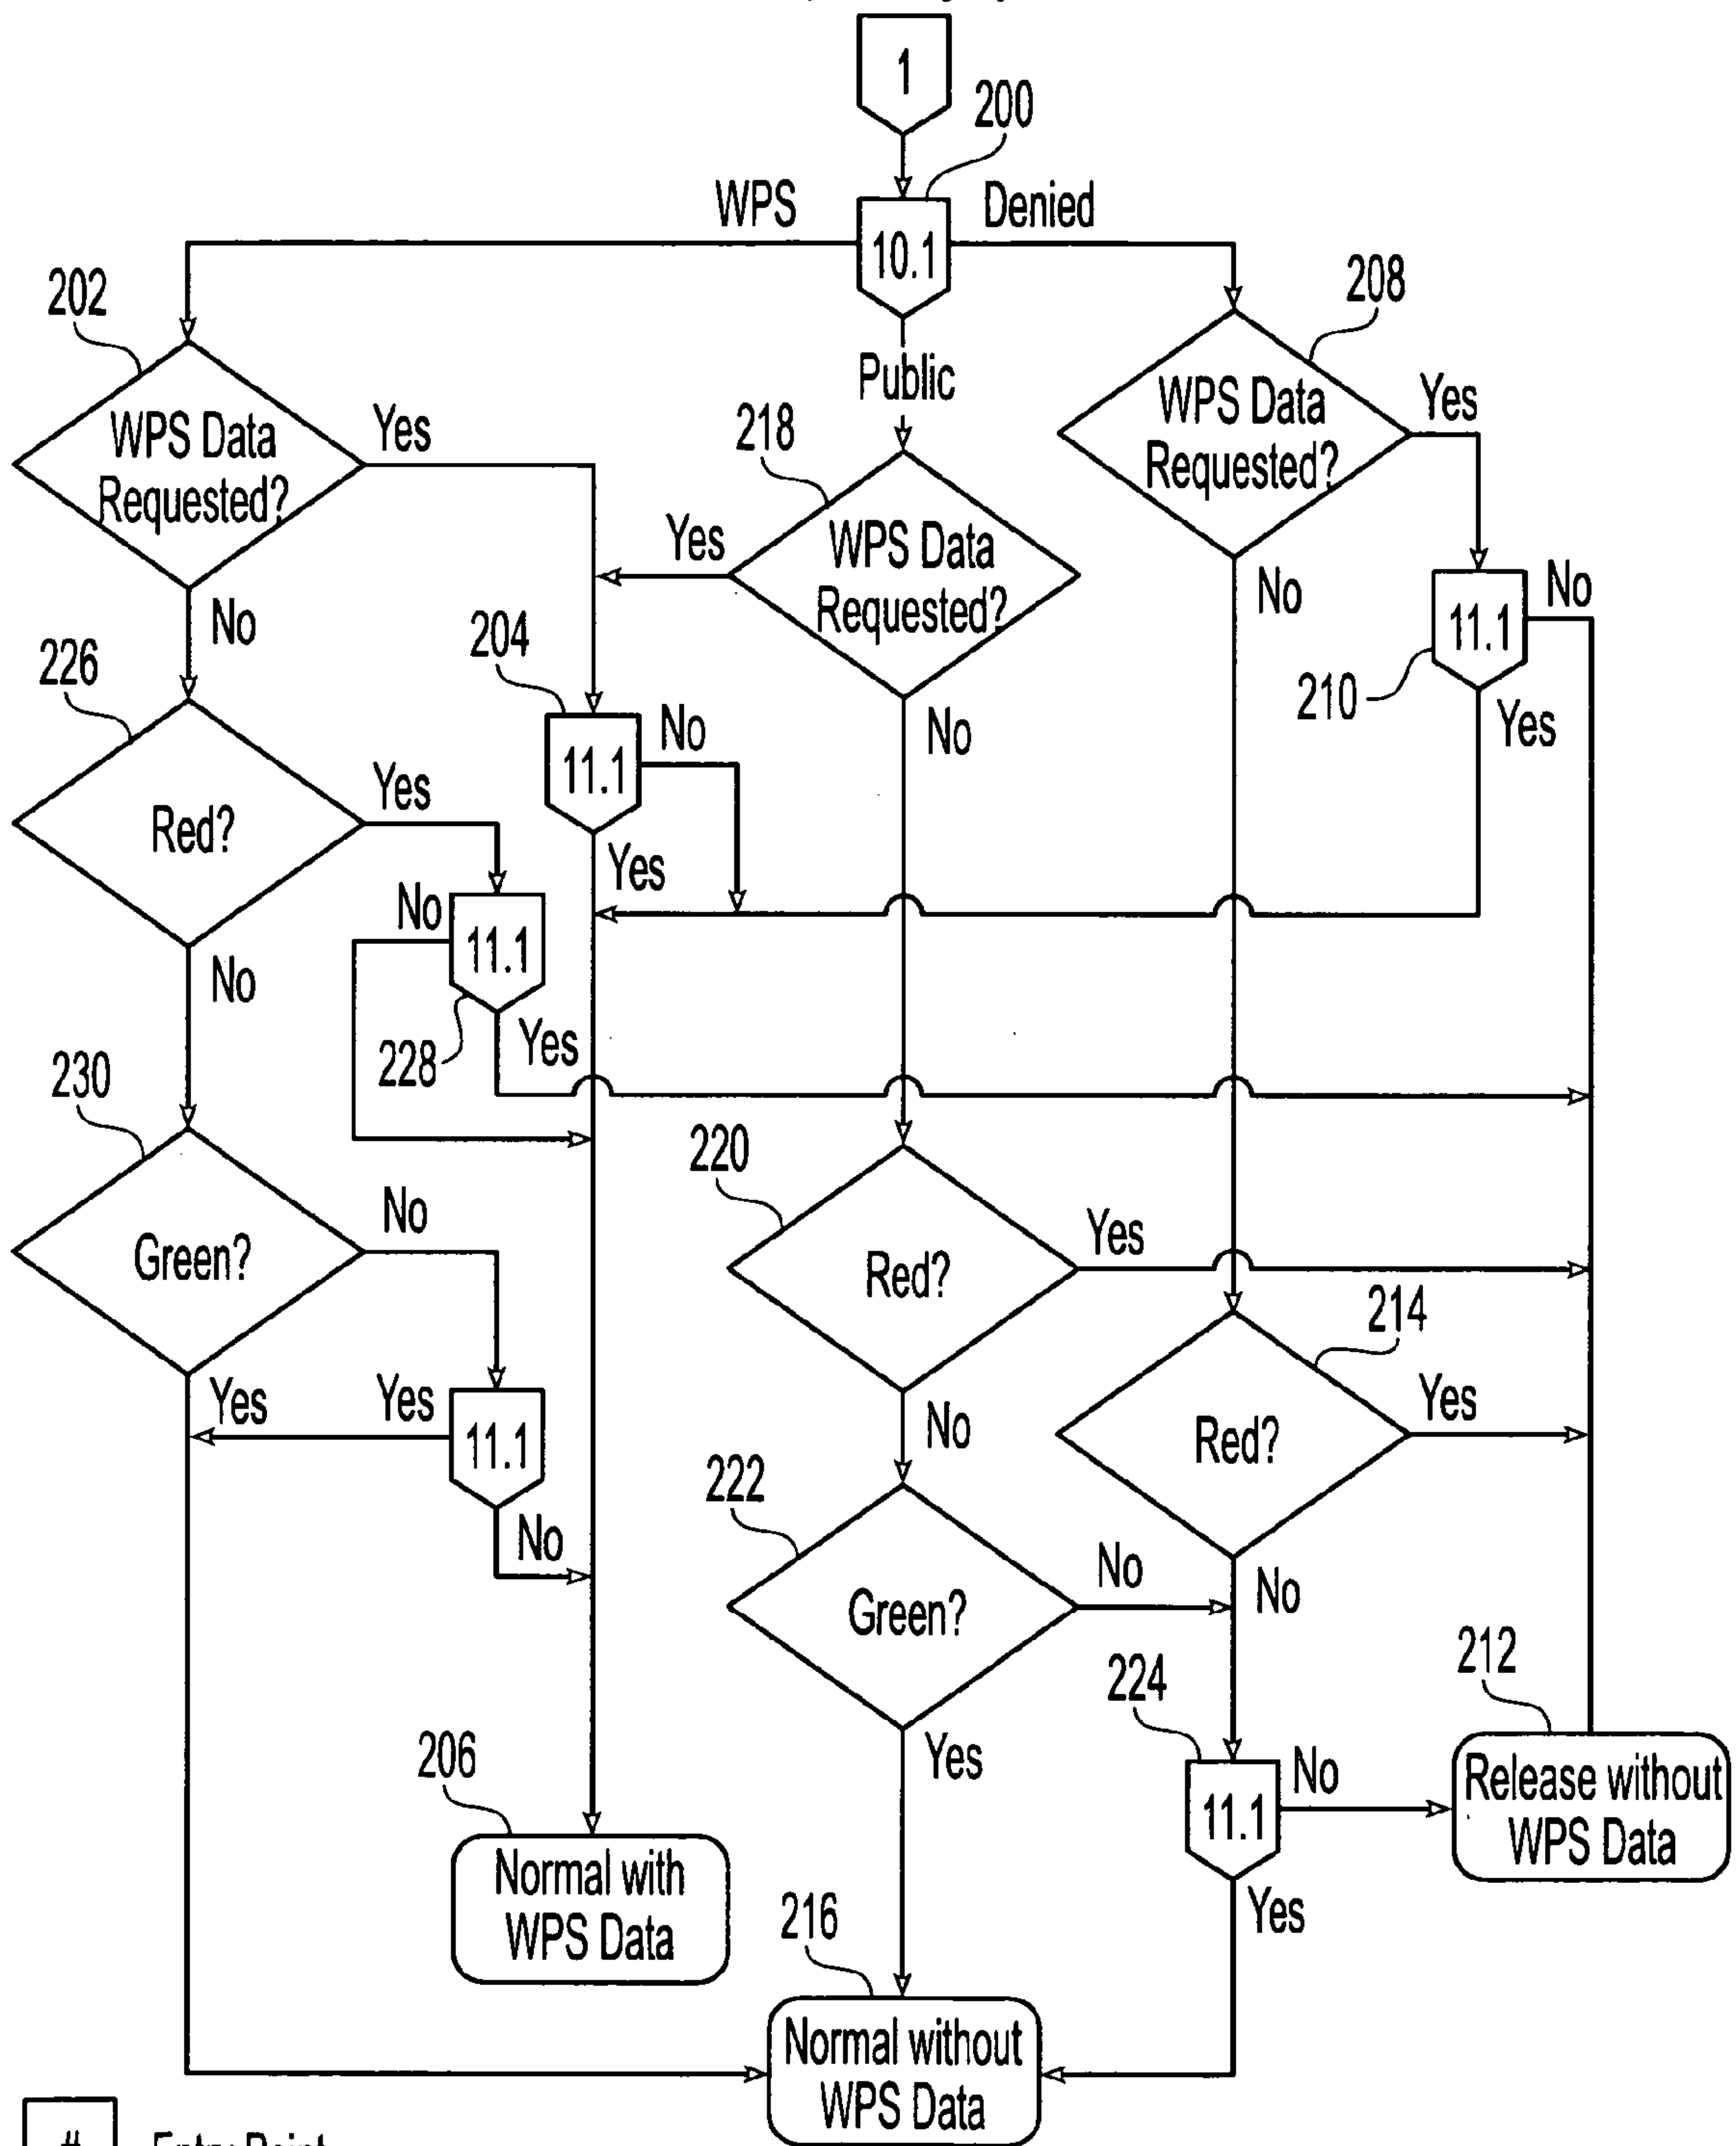 1
200
WPS
Denied
10.1
202
208
Public
WPS Data
Requested?
Yes
218
WPS Data
Requested?
Yes
Yes
WPS Data
Requested?
No
No
11.1
No
204
226
210
Yes
No
11.1
No
Red?
Yes
Yes
No
11.1
No
228
Yes
230
220
Green?
No
Red?
Yes
214
Yes
Yes
11.1
No
Red?
Yes
222
No
Green?
No
No
224
212
206
Yes
11.1
No
Release without
WPS Data
Normal with
WPS Data
216
Yes
Normal without
WPS Data
#
Entry Point